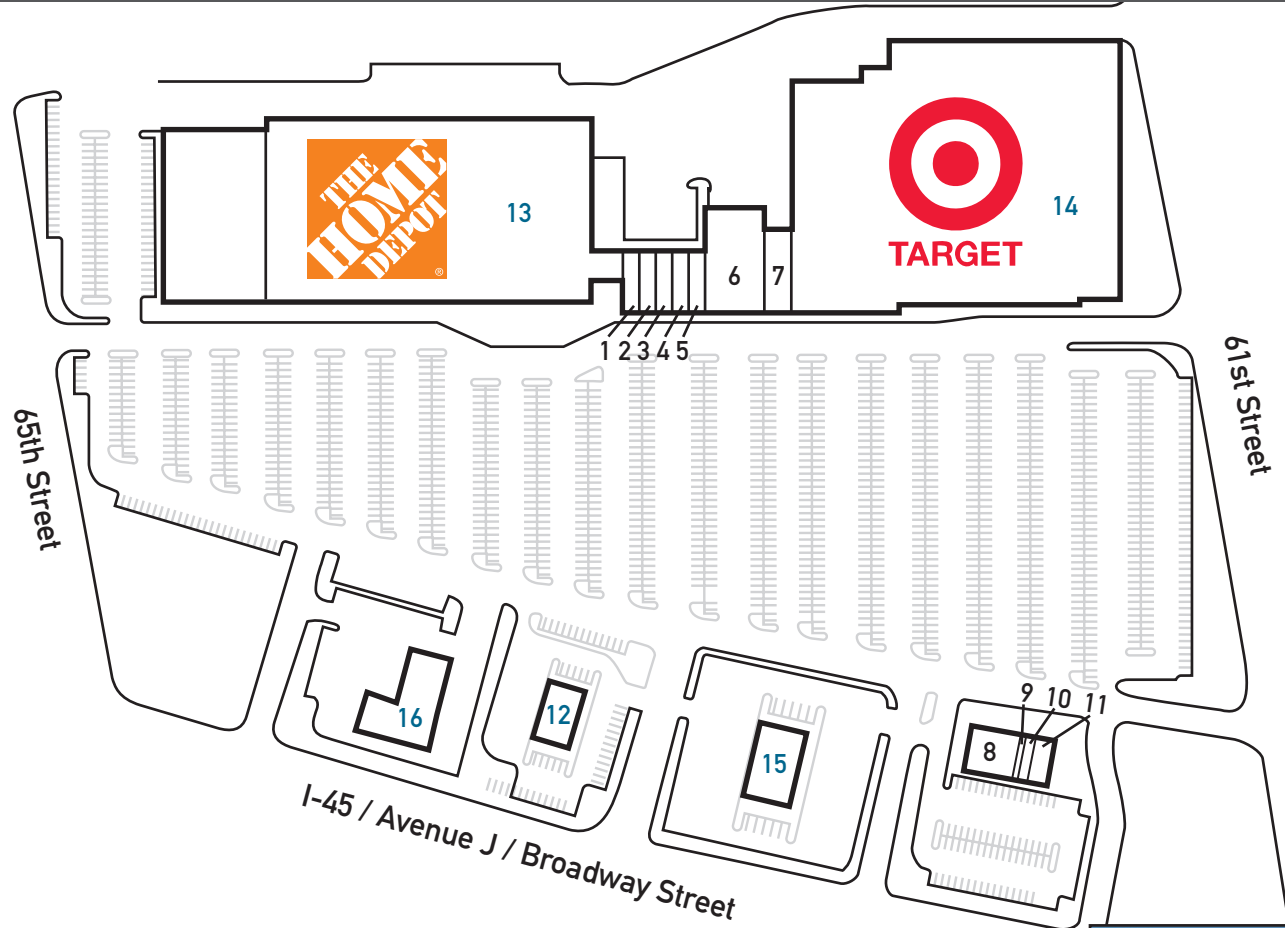 THE
HOME
DEPOT
®
13
TARGET
14
6
7
1 2 3 4 5
65th Street
61st Street
16
12
15
8
9
10
11
I-45 / Avenue J / Broadway Street